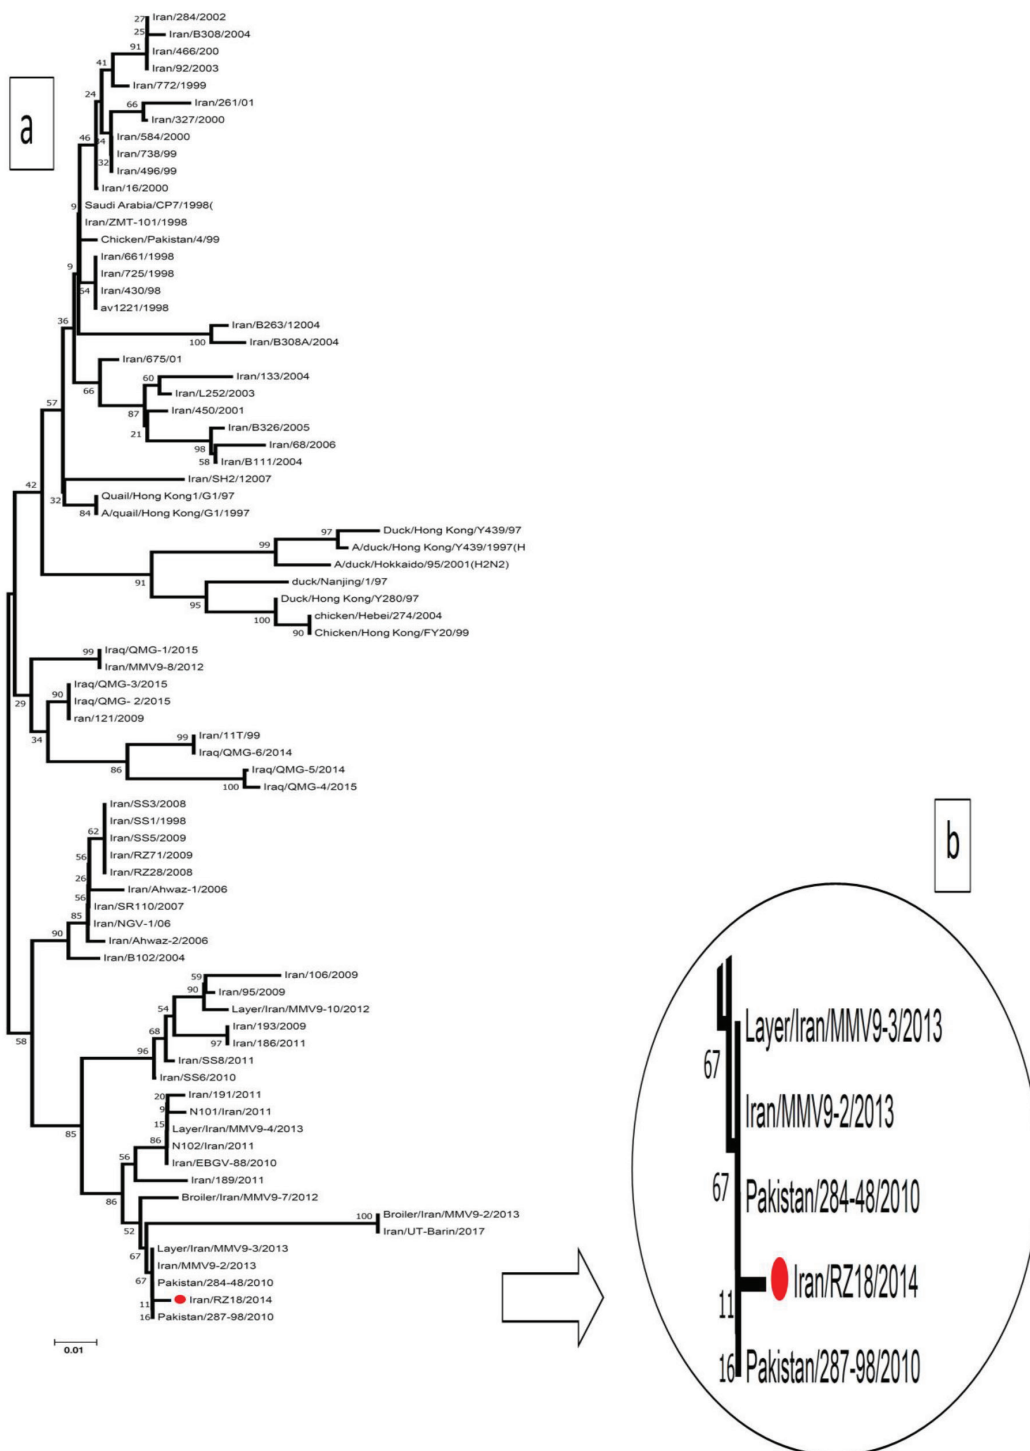 a
27 Iran/284/2002
25 Iran/B308/2004
91 Iran/466/200
Iran/92/2003
41
Iran/772/1999
24
66 Iran/261/01
Iran/327/2000
46 Iran/584/2000
Iran/738/99
32 Iran/496/99
Iran/16/2000
9 Saudi Arabia/CP7/1998(
Iran/ZMT-101/1998
Chicken/Pakistan/4/99
Iran/661/1998
9 Iran/725/1998
Iran/430/98
av1221/1998
36 Iran/B263/12004
100 Iran/B308A/2004
Iran/675/01
60 Iran/133/2004
66 Iran/L252/2003
87 Iran/450/2001
57
21 Iran/B326/2005
98 Iran/68/2006
58 Iran/B111/2004
Iran/SH2/12007
42
32 Quail/Hong Kong1/G1/97
84 A/quail/Hong Kong/G1/1997
97 Duck/Hong Kong/Y439/97
99 A/duck/Hong Kong/Y439/1997(H
A/duck/Hokkaido/95/2001(H2N2)
91 duck/Nanjing/1/97
95 Duck/Hong Kong/Y280/97
100 chicken/Hebei/274/2004
90 Chicken/Hong Kong/FY20/99
99 Iraq/QMG-1/2015
Iran/MMV9-8/2012
Iraq/QMG-3/2015
90 Iraq/QMG- 2/2015
29 ran/121/2009
34
99 Iran/11T/99
Iraq/QMG-6/2014
86 Iraq/QMG-5/2014
100 Iraq/QMG-4/2015
Iran/SS3/2008
Iran/SS1/1998
62 Iran/SS5/2009
56 Iran/RZ71/2009
26 Iran/RZ28/2008
Iran/Ahwaz-1/2006
56 Iran/SR110/2007
85 Iran/NGV-1/06
90 Iran/Ahwaz-2/2006
Iran/B102/2004
59 Iran/106/2009
90 Iran/95/2009
54 Layer/Iran/MMV9-10/2012
68 Iran/193/2009
97 Iran/186/2011
96 Iran/SS8/2011
58
Iran/SS6/2010
20 Iran/191/2011
9 N101/Iran/2011
15 Layer/Iran/MMV9-4/2013
86 N102/Iran/2011
85
56 Iran/EBGV-88/2010
Iran/189/2011
86 Broiler/Iran/MMV9-7/2012
52 100 Broiler/Iran/MMV9-2/2013
Iran/UT-Barin/2017
67 Layer/Iran/MMV9-3/2013
Iran/MMV9-2/2013
67 Pakistan/284-48/2010
11 Iran/RZ18/2014
16 Pakistan/287-98/2010
0.01
b
Layer/Iran/MMV9-3/2013
67
Iran/MMV9-2/2013
67 Pakistan/284-48/2010
Iran/RZ18/2014
11
16 Pakistan/287-98/2010